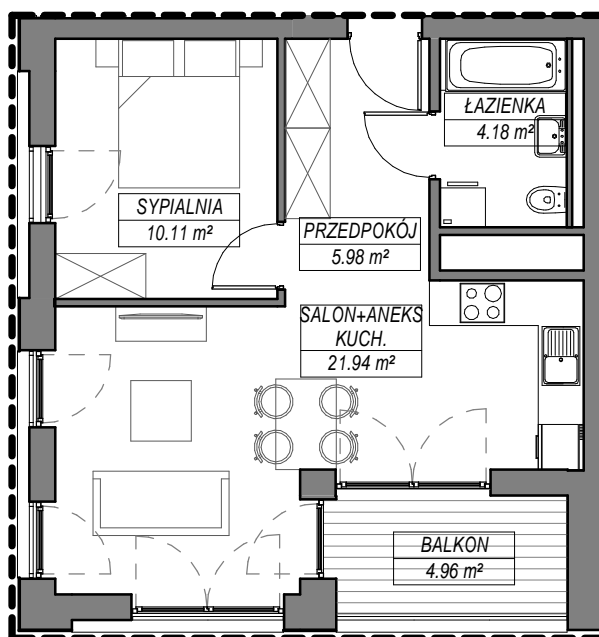 ŁAZIENKA
4.18 m²
SYPIALNIA
10.11 m²
PRZEDPOKÓJ
5.98 m²
SALON+ANEKS
KUCH.
21.94 m²
BALKON
4.96 m²